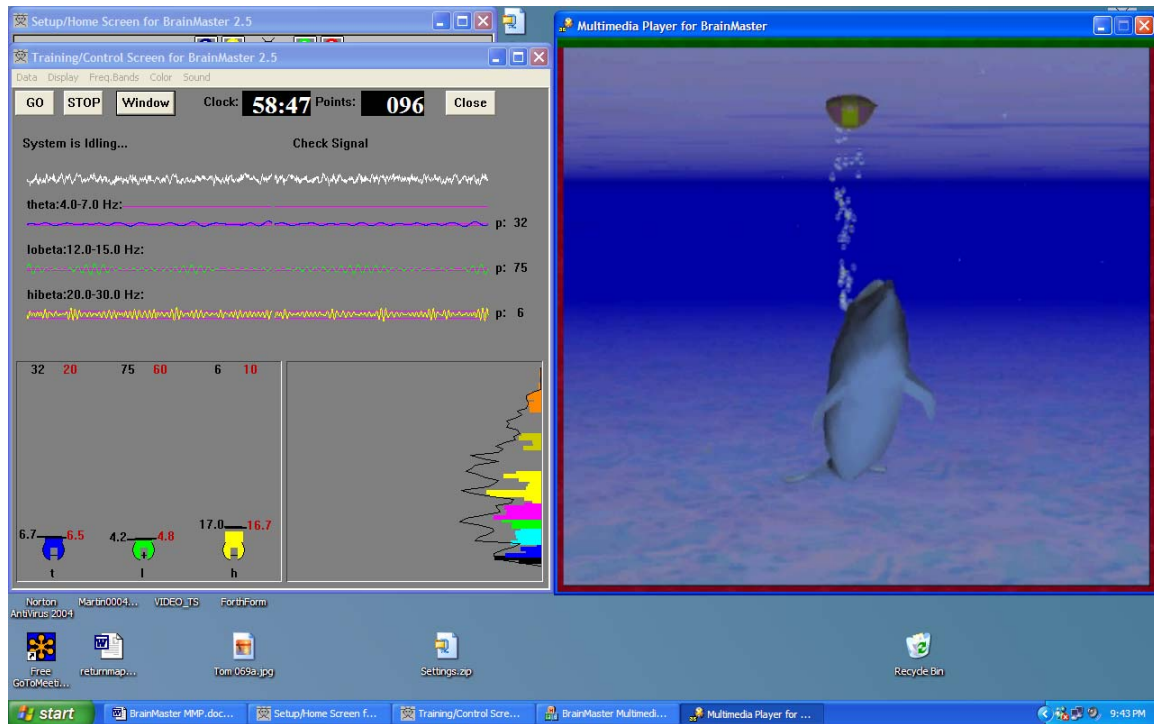 Setup/Home Screen for BrainMaster 2.5
Training/Control Screen for BrainMaster 2.5
Data Display Freq.Bands Color Sound
GO STOP Window Clock: 58:47 Points: 096 Close
System is Idling... Check Signal
theta:4.0-7.0 Hz:
p: 32
lobeta:12.0-15.0 Hz:
p: 75
hibeta:20.0-30.0 Hz:
p: 6
32 20 75 60 6 10
6.7 6.5 4.2 4.8 17.0 16.7
t l h
Multimedia Player for BrainMaster
Norton AntiVirus 2004
Martin0004...
VIDEO_TS
ForthForm
Free GoToMeeti...
returnmap...
Tom 069a.jpg
Settings.zip
Recycle Bin
start
BrainMaster MMP.doc...
Setup/Home Screen f...
Training/Control Scre...
BrainMaster Multimedi...
Multimedia Player for ...
9:43 PM